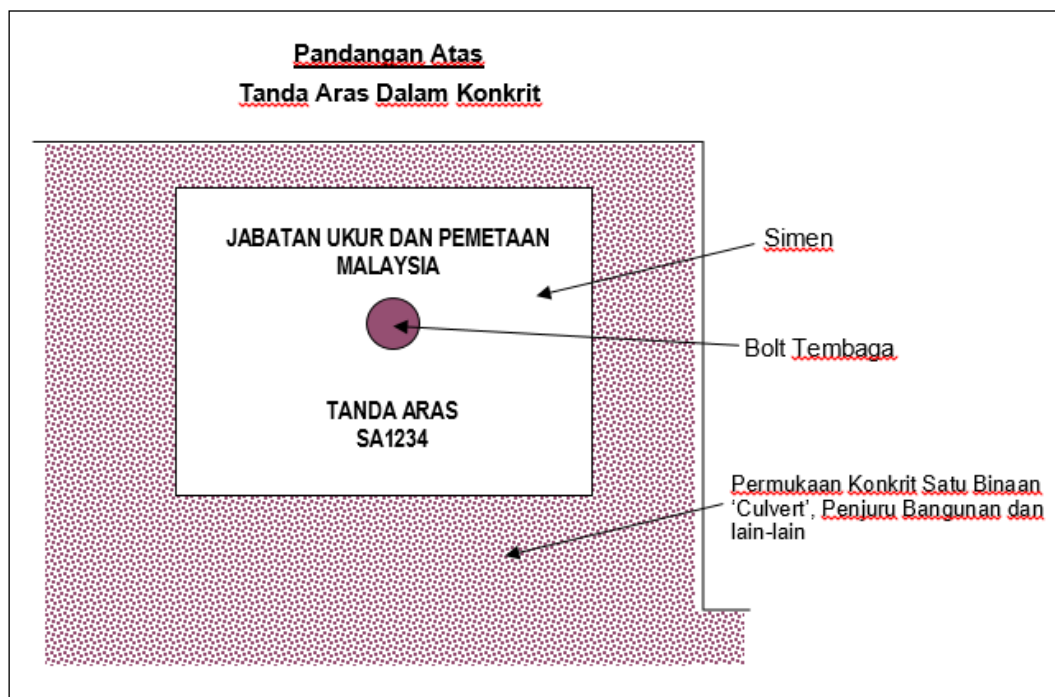 Pandangan Atas
Tanda Aras Dalam Konkrit
JABATAN UKUR DAN PEMETAAN
MALAYSIA
Simen
Bolt Tembaga
TANDA ARAS
SA1234
Permukaan Konkrit Satu Binaan
‘Culvert’, Penjuru Bangunan dan
lain-lain